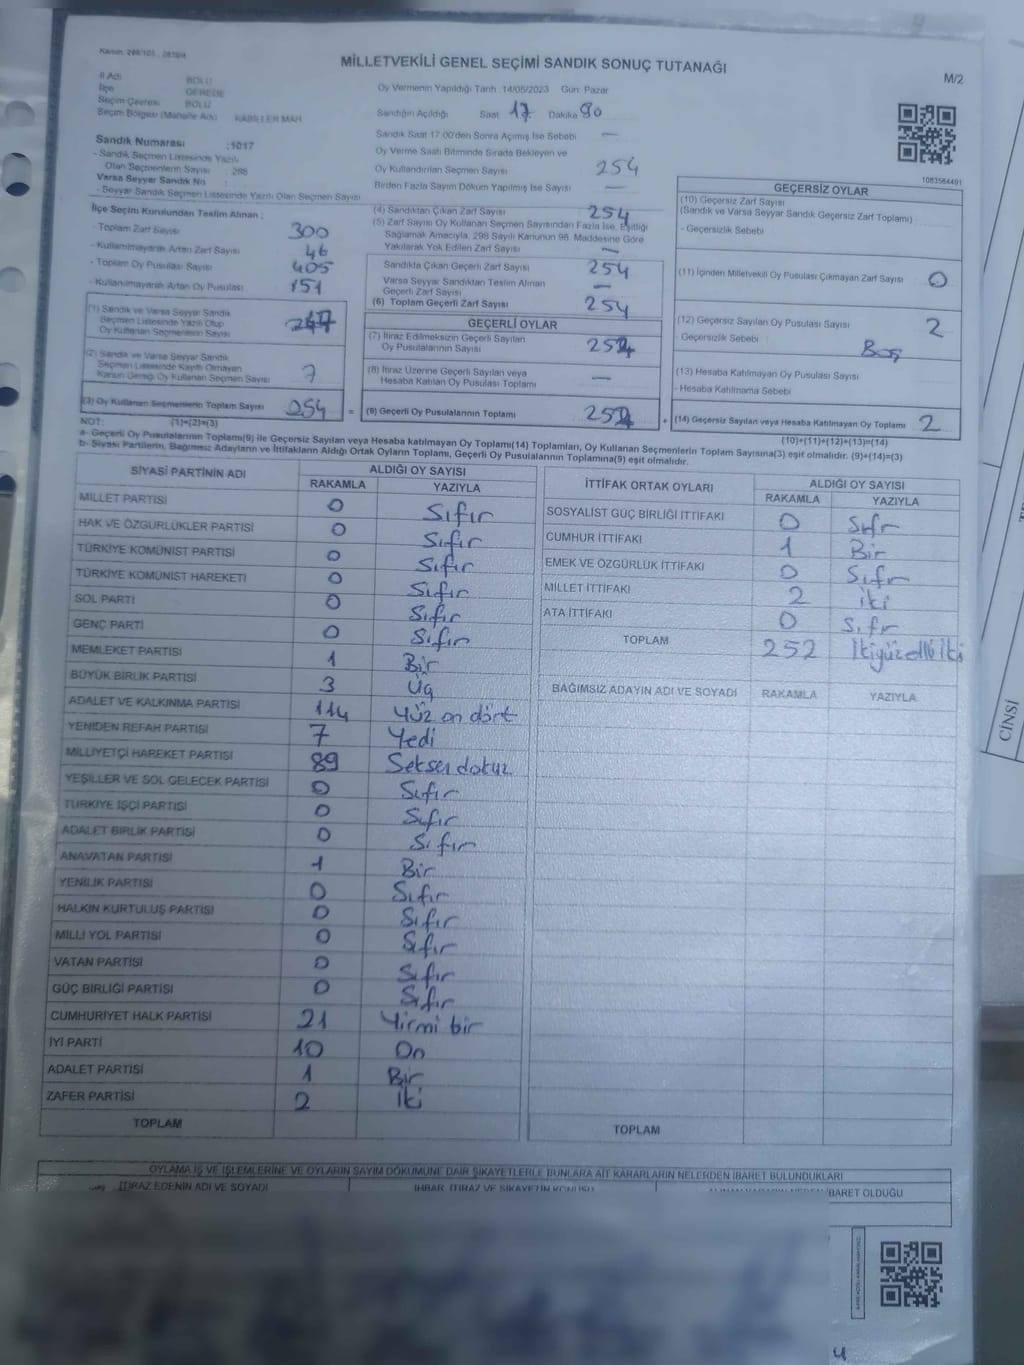 MİLLETVEKİLİ GENEL SEÇİMİ SANDIK SONUÇ TUTANAĞI
M/2
İl Adı BOLU
İlçe GEREDE
Seçim Çevresi BOLU
Seçim Bölgesi (Mahalle Adı) KABİLLER MAH
Oy Vermenin Yapıldığı Tarih :14/05/2023 Gün: Pazar
Sandığın Açıldığı Saat 17 Dakika
Sandık Saat 17:00'den Sonra Açılmış İse Sebebi —
Oy Verme Saati Bitiminde Sırada Bekleyen ve
Oy Kullandırılan Seçmen Sayısı 254
Birden Fazla Sayım Döküm Yapılmış İse Sayısı —
Sandık Numarası :1017
- Sandık Seçmen Listesinde Yazılı
Olan Seçmenlerin Sayısı : 288
Varsa Seyyar Sandık No :
- Seyyar Sandık Seçmen Listesinde Yazılı Olan Seçmen Sayısı
1083564491
İlçe Seçim Kurulundan Teslim Alınan ;
- Toplam Zarf Sayısı 300
- Kullanılmayarak Artan Zarf Sayısı 46
- Toplam Oy Pusulası Sayısı 405
- Kullanılmayarak Artan Oy Pusulası 151
(1) Sandık ve Varsa Seyyar Sandık
Seçmen Listesinde Yazılı Olup
Oy Kullanan Seçmenlerin Sayısı
(2) Sandık ve Varsa Seyyar Sandık
Seçmen Listesinde Kayıtlı Olmayan
Kanun Gereği Oy Kullanan Seçmen Sayısı 7
(3) Oy Kullanan Seçmenlerin Toplam Sayısı 254 =
(4) Sandıktan Çıkan Zarf Sayısı 254
(5) Zarf Sayısı Oy Kullanan Seçmen Sayısından Fazla İse, Eşitliği
Sağlamak Amacıyla, 298 Sayılı Kanunun 98. Maddesine Göre
Yakılarak Yok Edilen Zarf Sayısı —
Sandıkta Çıkan Geçerli Zarf Sayısı 254
Varsa Seyyar Sandıktan Teslim Alınan
Geçerli Zarf Sayısı —
(6) Toplam Geçerli Zarf Sayısı 254
GEÇERLİ OYLAR
(7) İtiraz Edilmeksizin Geçerli Sayılan
Oy Pusulalarının Sayısı 252
(8) İtiraz Üzerine Geçerli Sayılan veya
Hesaba Katılan Oy Pusulası Toplamı —
(9) Geçerli Oy Pusulalarının Toplamı 252 +
GEÇERSİZ OYLAR
(10) Geçersiz Zarf Sayısı
(Sandık ve Varsa Seyyar Sandık Geçersiz Zarf Toplamı)
- Geçersizlik Sebebi
(11) İçinden Milletvekili Oy Pusulası Çıkmayan Zarf Sayısı 0
(12) Geçersiz Sayılan Oy Pusulası Sayısı 2
- Geçersizlik Sebebi Boş
(13) Hesaba Katılmayan Oy Pusulası Sayısı
- Hesaba Katılmama Sebebi
(14) Geçersiz Sayılan veya Hesaba Katılmayan Oy Toplamı 2
NOT: (1)+(2)=(3)
(10)+(11)+(12)+(13)=(14)
a- Geçerli Oy Pusulalarının Toplamı(9) ile Geçersiz Sayılan veya Hesaba katılmayan Oy Toplamı(14) Toplamları, Oy Kullanan Seçmenlerin Toplam Sayısına(3) eşit olmalıdır. (9)+(14)=(3)
b- Siyasi Partilerin, Bağımsız Adayların ve İttifakların Aldığı Ortak Oyların Toplamı, Geçerli Oy Pusulalarının Toplamına(9) eşit olmalıdır.
SİYASİ PARTİNİN ADI ALDIĞI OY SAYISI
RAKAMLA YAZIYLA
MİLLET PARTİSİ 0 Sıfır
HAK VE ÖZGÜRLÜKLER PARTİSİ 0 Sıfır
TÜRKİYE KOMÜNİST PARTİSİ 0 Sıfır
TÜRKİYE KOMÜNİST HAREKETİ 0 Sıfır
SOL PARTİ 0 Sıfır
GENÇ PARTİ 0 Sıfır
MEMLEKET PARTİSİ 1 Bir
BÜYÜK BİRLİK PARTİSİ 3 Üç
ADALET VE KALKINMA PARTİSİ 114 Yüz on dört
YENİDEN REFAH PARTİSİ 7 Yedi
MİLLİYETÇİ HAREKET PARTİSİ 89 Seksen dokuz
YEŞİLLER VE SOL GELECEK PARTİSİ 0 Sıfır
TÜRKİYE İŞÇİ PARTİSİ 0 Sıfır
ADALET BİRLİK PARTİSİ 0 Sıfır
ANAVATAN PARTİSİ 1 Bir
YENİLİK PARTİSİ 0 Sıfır
HALKIN KURTULUŞ PARTİSİ 0 Sıfır
MİLLİ YOL PARTİSİ 0 Sıfır
VATAN PARTİSİ 0 Sıfır
GÜÇ BİRLİĞİ PARTİSİ 0 Sıfır
CUMHURİYET HALK PARTİSİ 21 Yirmi bir
İYİ PARTİ 10 On
ADALET PARTİSİ 1 Bir
ZAFER PARTİSİ 2 İki
TOPLAM
İTTİFAK ORTAK OYLARI ALDIĞI OY SAYISI
RAKAMLA YAZIYLA
SOSYALİST GÜÇ BİRLİĞİ İTTİFAKI 0 Sıfır
CUMHUR İTTİFAKI 1 Bir
EMEK VE ÖZGÜRLÜK İTTİFAKI 0 Sıfır
MİLLET İTTİFAKI 2 iki
ATA İTTİFAKI 0 Sıfır
TOPLAM 252 İkiyüzelli iki
BAĞIMSIZ ADAYIN ADI VE SOYADI RAKAMLA YAZIYLA
TOPLAM
OYLAMA İŞ VE İŞLEMLERİNE VE OYLARIN SAYIM DÖKÜMÜNE DAİR ŞİKAYETLERLE BUNLARA AİT KARARLARIN NELERDEN İBARET BULUNDUKLARI
İTİRAZ EDENİN ADI VE SOYADI
İHBAR, İTİRAZ VE ŞİKAYETİN KONUSU
İBARET OLDUĞU
CİNSİ